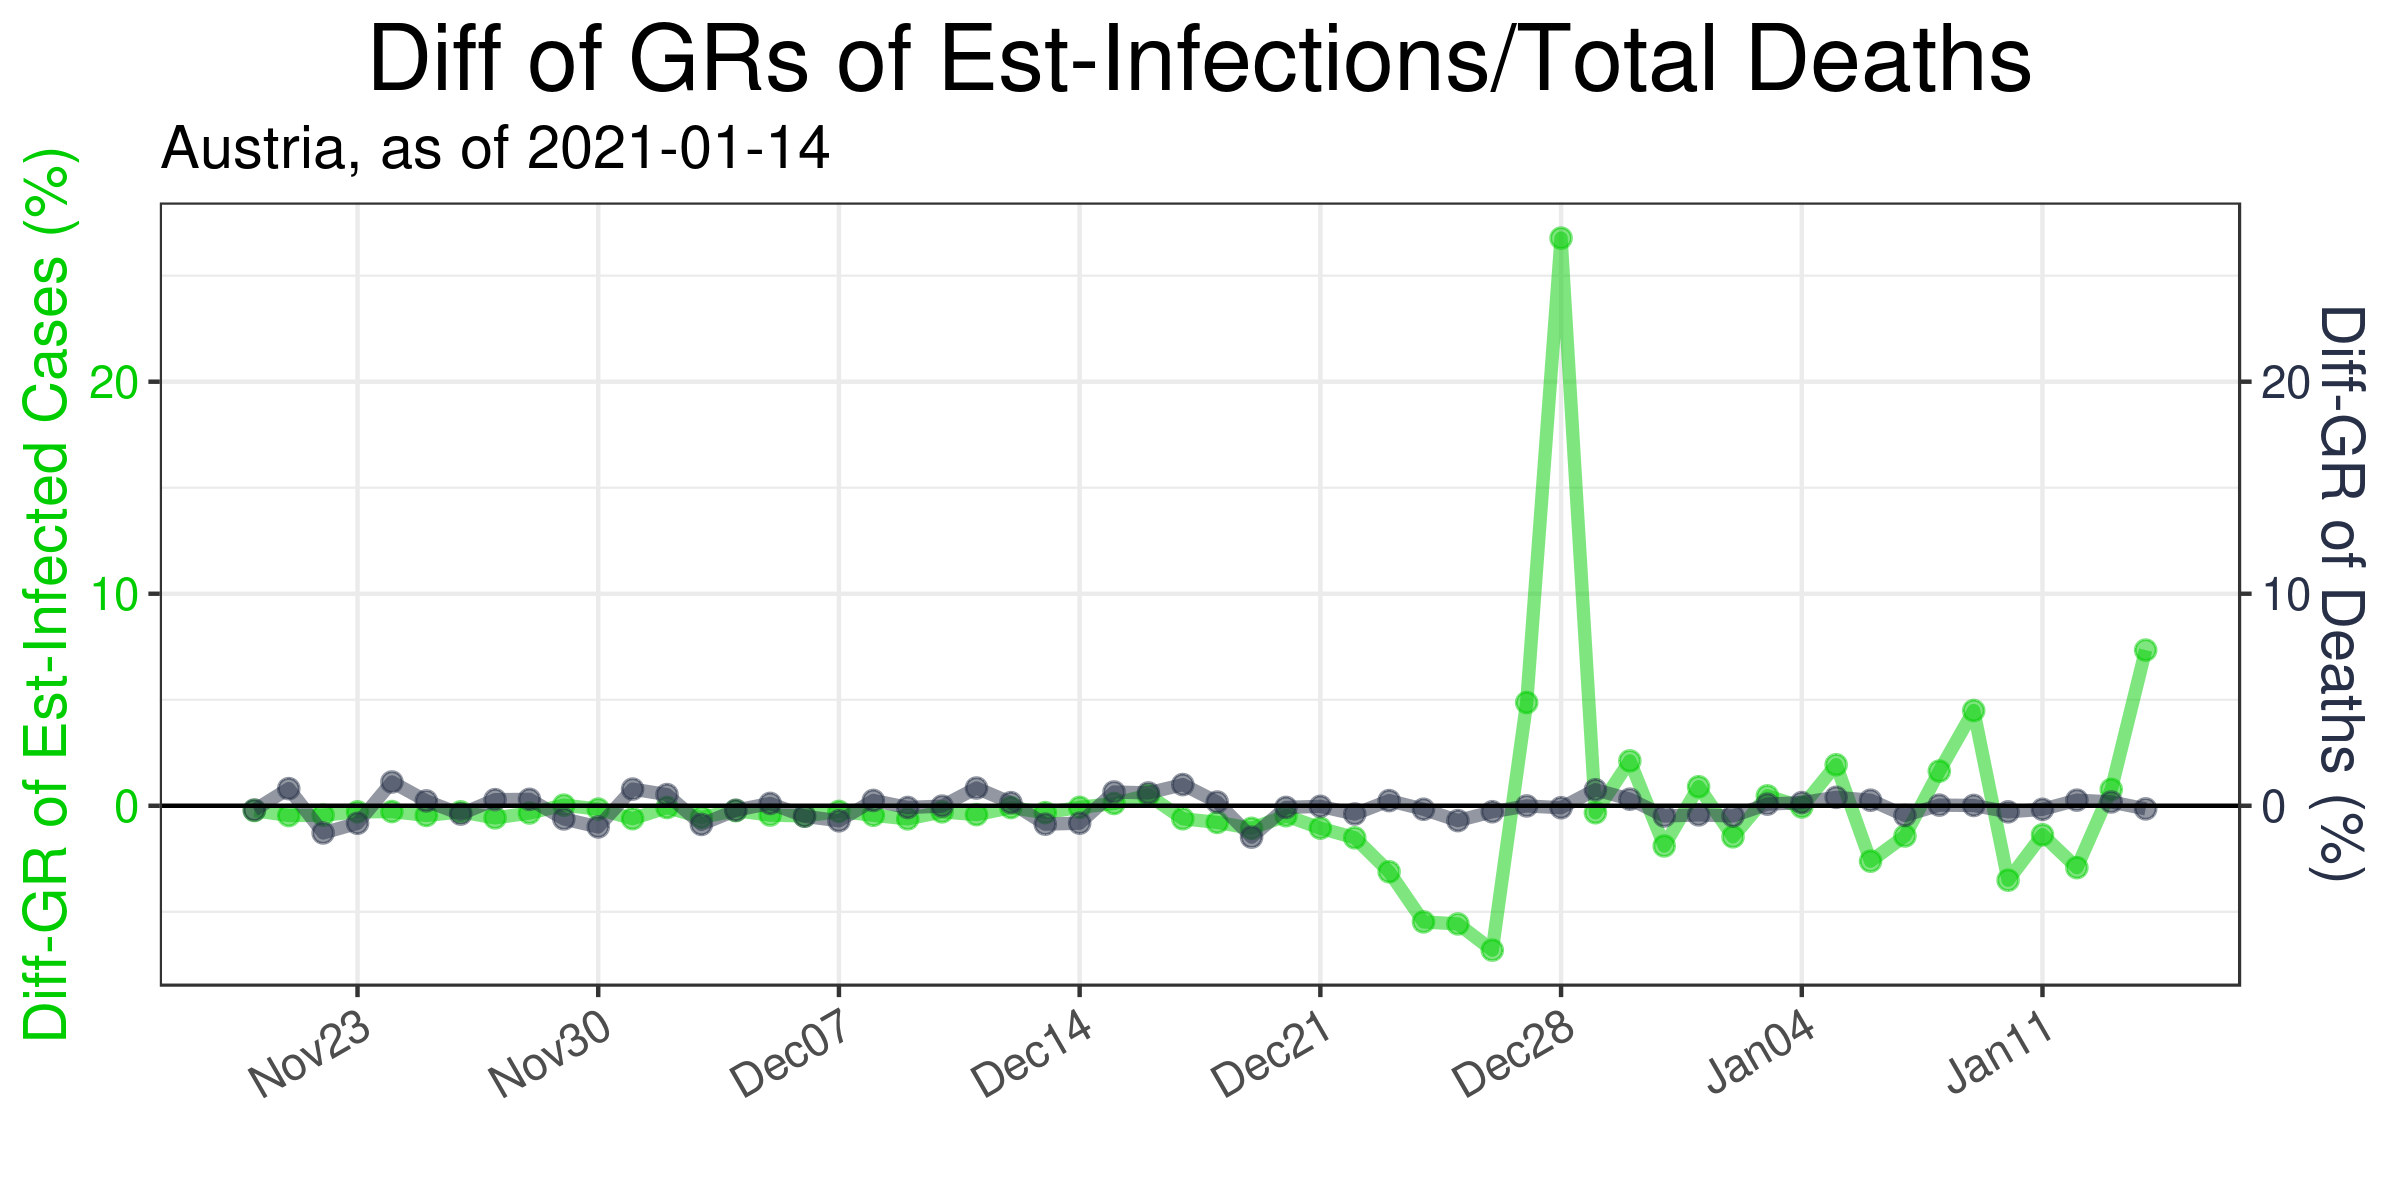 Diff of GRs of Est-Infections/Total Deaths
Austria, as of 2021-01-14
Diff-GR of Est-Infected Cases (%)
20
10
0
20
10
0
Diff-GR of Deaths (%)
Nov23
Nov30
Dec07
Dec14
Dec21
Dec28
Jan04
Jan11